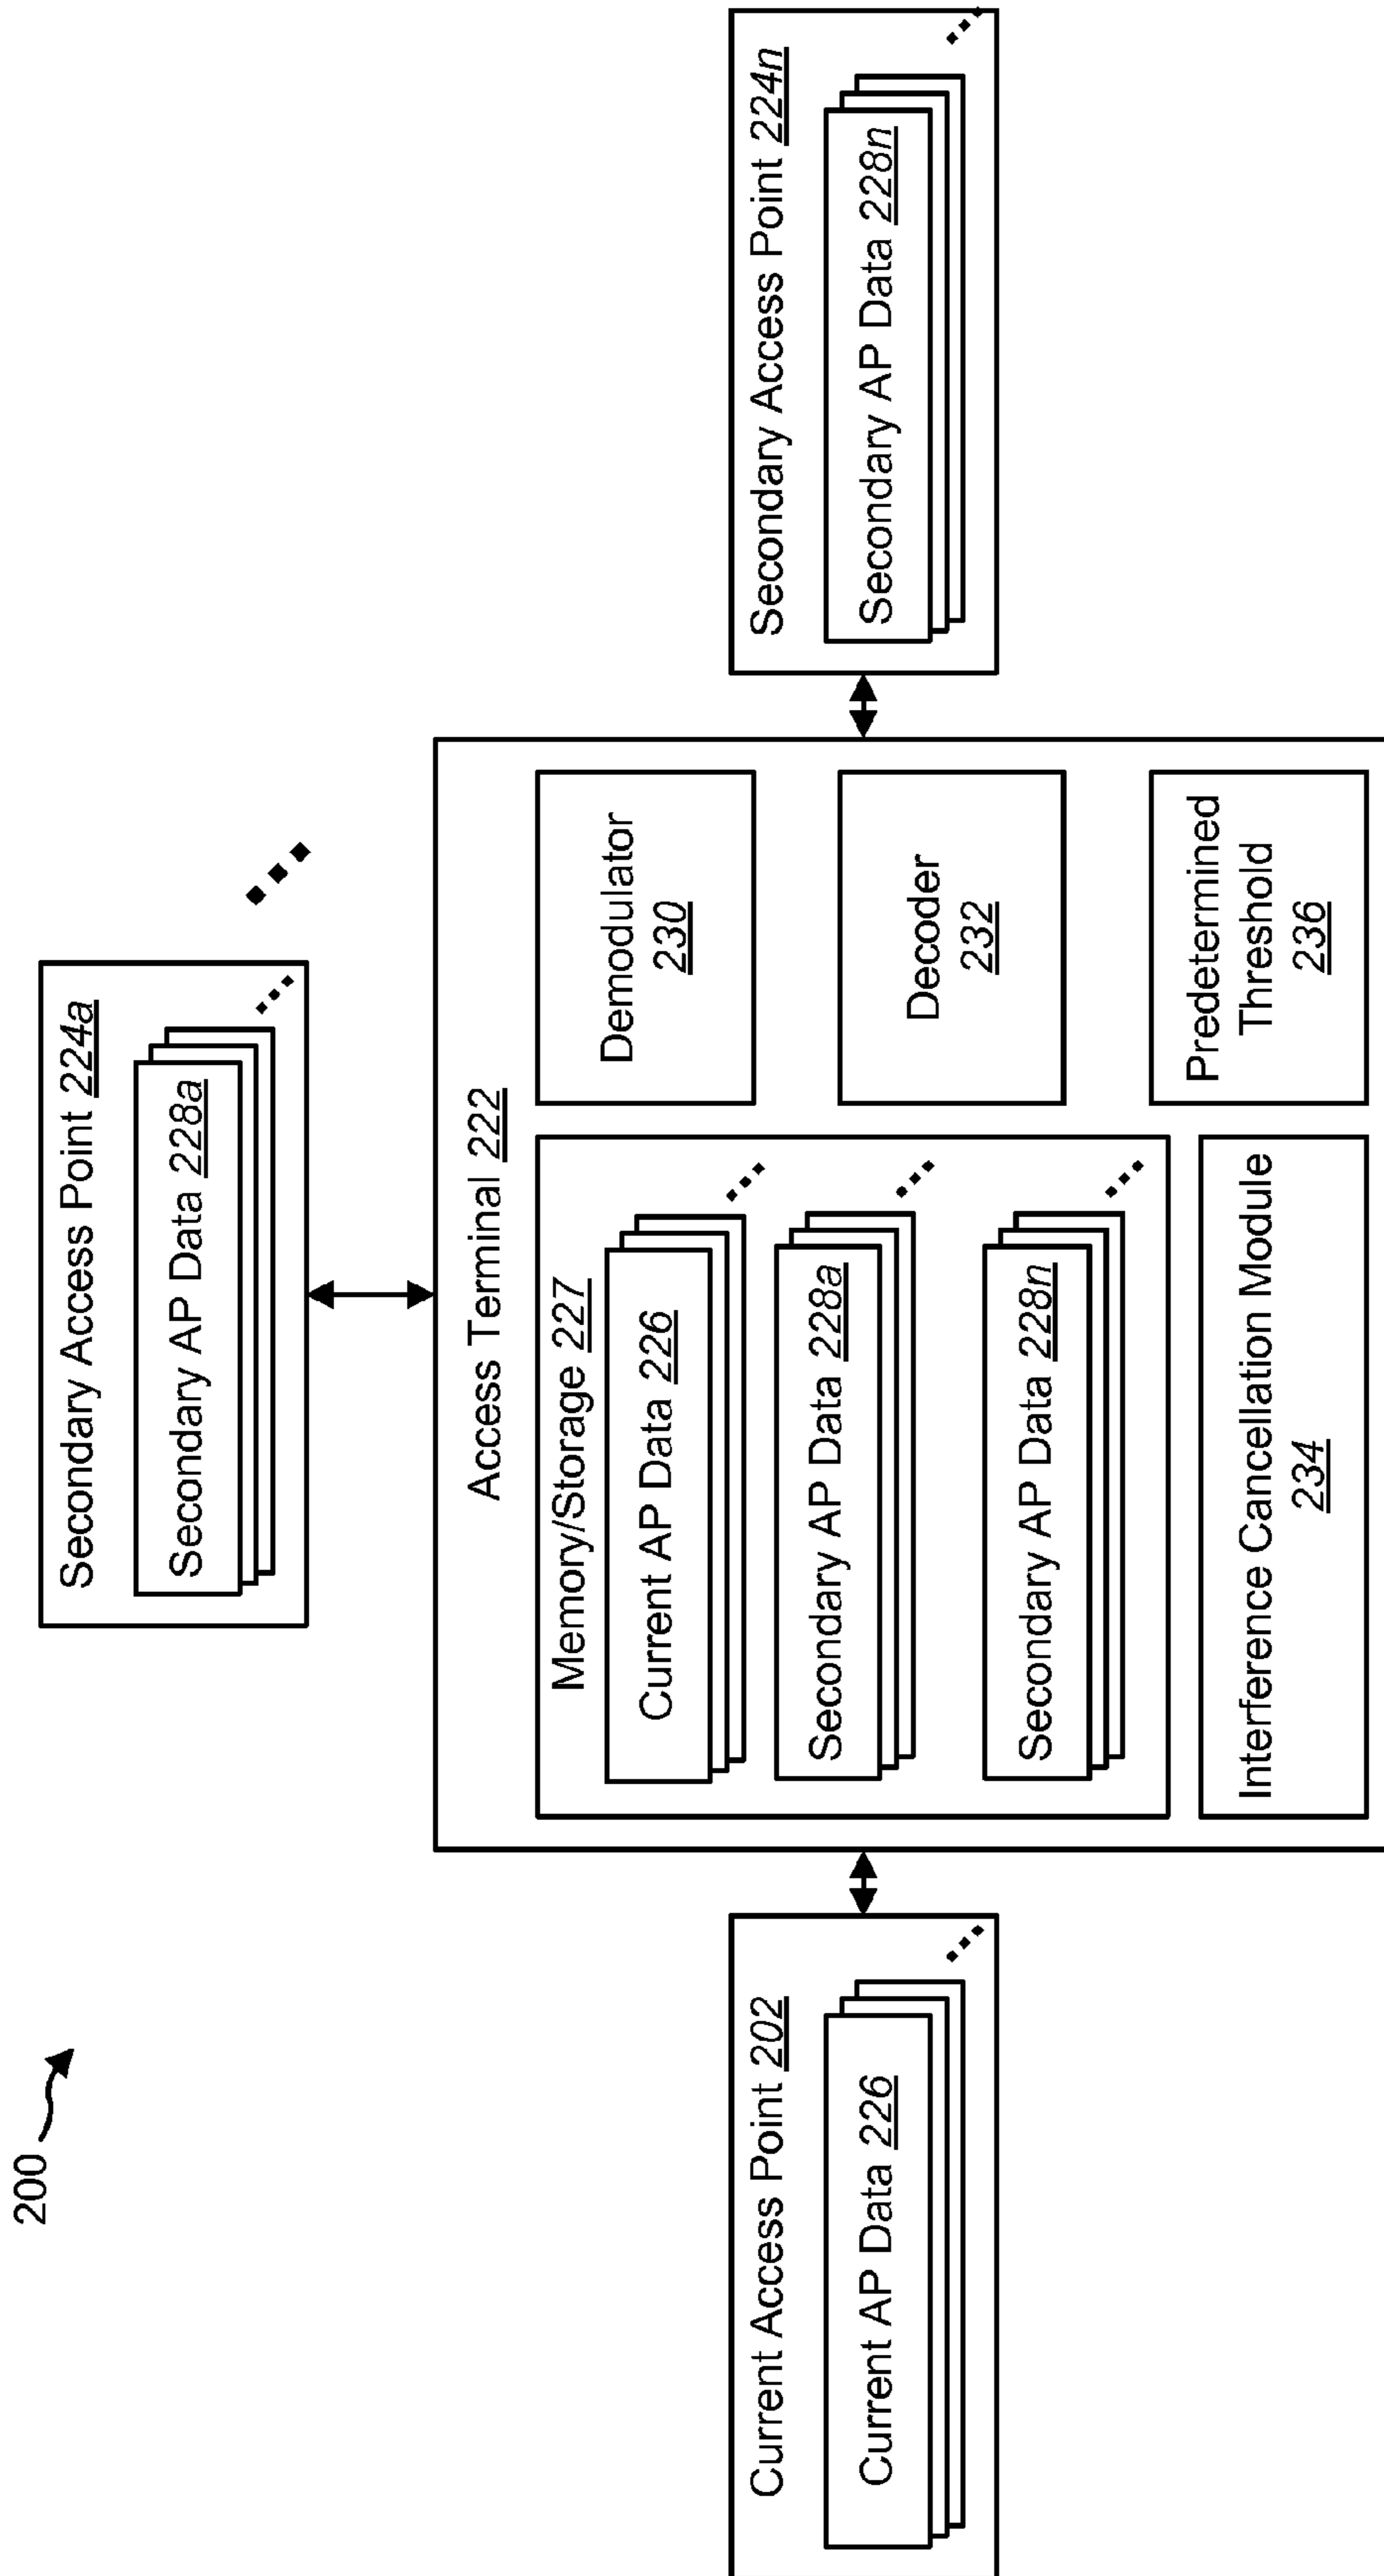 200
Secondary Access Point 224a
Secondary AP Data 228a
Current Access Point 202
Current AP Data 226
Access Terminal 222
Memory/Storage 227
Current AP Data 226
Secondary AP Data 228a
Secondary AP Data 228n
Interference Cancellation Module
234
Demodulator
230
Decoder
232
Predetermined
Threshold
236
Secondary Access Point 224n
Secondary AP Data 228n